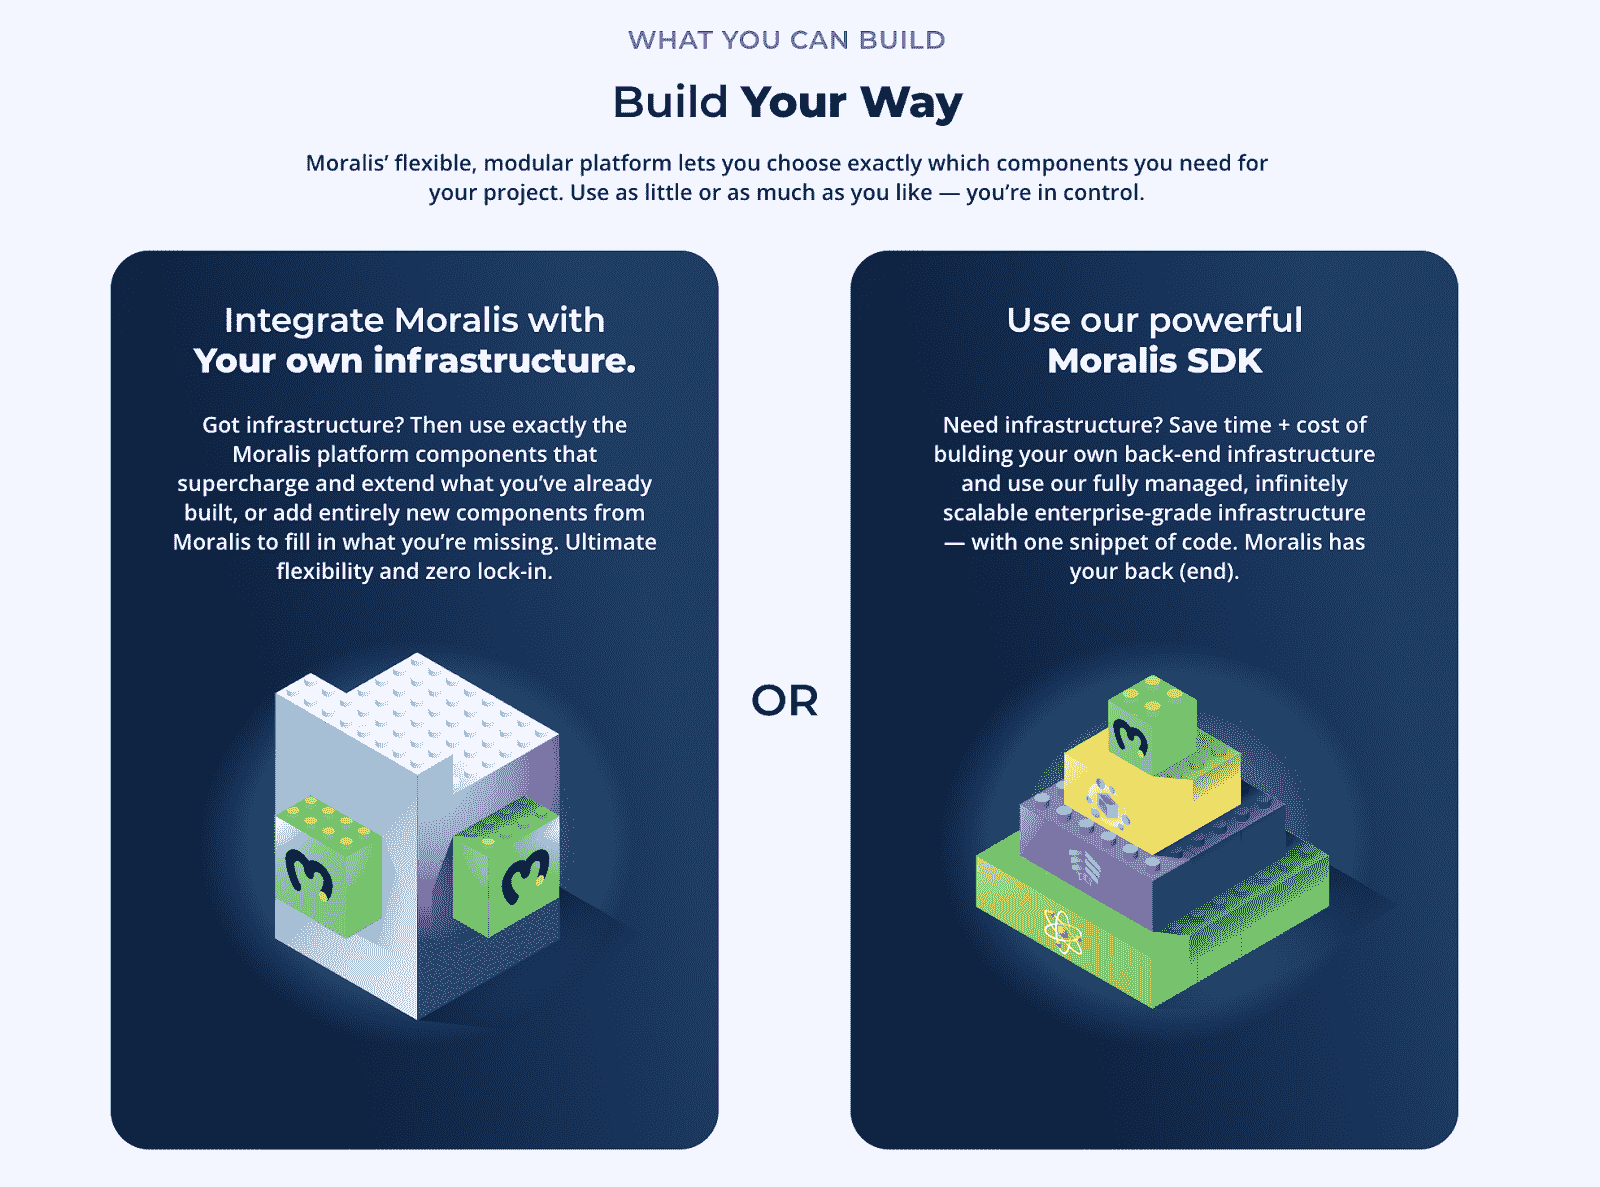 WHAT YOU CAN BUILD
Build Your Way
Moralis’ flexible, modular platform lets you choose exactly which components you need for
your project. Use as little or as much as you like — you’re in control.
Integrate Moralis with
Your own infrastructure.
Got infrastructure? Then use exactly the
Moralis platform components that
supercharge and extend what you’ve already
built, or add entirely new components from
Moralis to fill in what you’re missing. Ultimate
flexibility and zero lock-in.
OR
Use our powerful
Moralis SDK
Need infrastructure? Save time + cost of
bulding your own back-end infrastructure
and use our fully managed, infinitely
scalable enterprise-grade infrastructure
— with one snippet of code. Moralis has
your back (end).